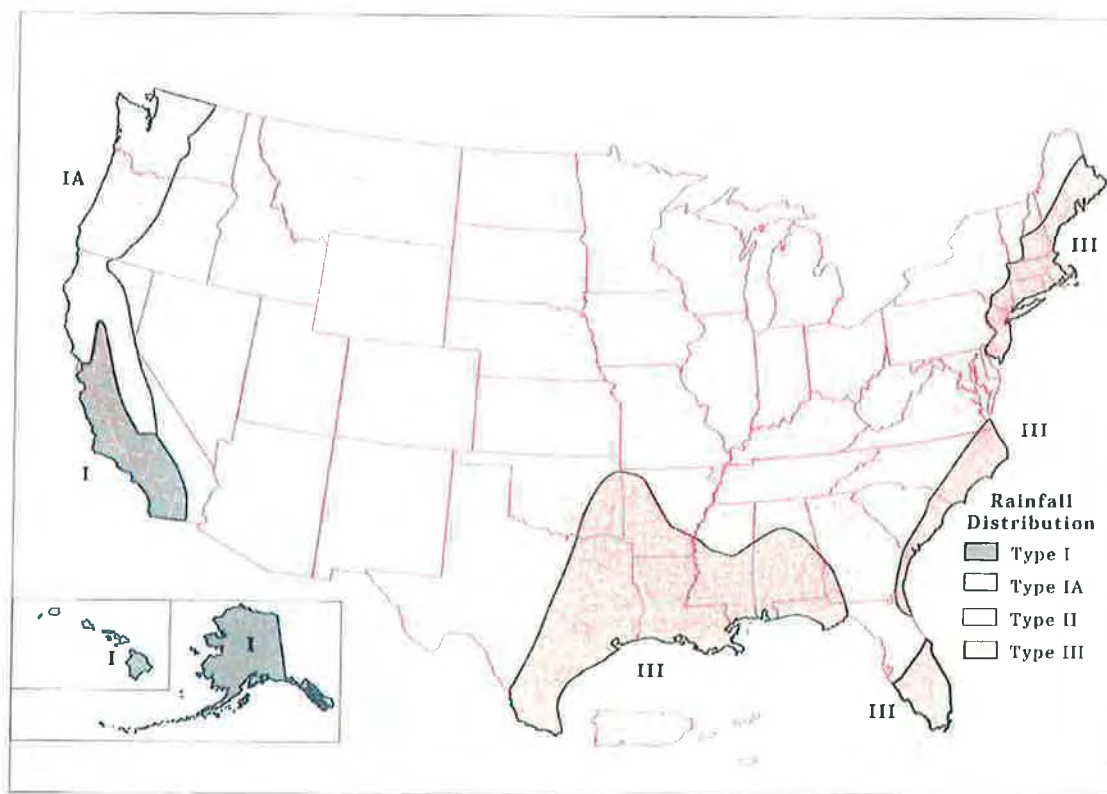 IA
III
III
I
Rainfall
Distribution
Type I
Type IA
Type II
Type III
I
I
III
III